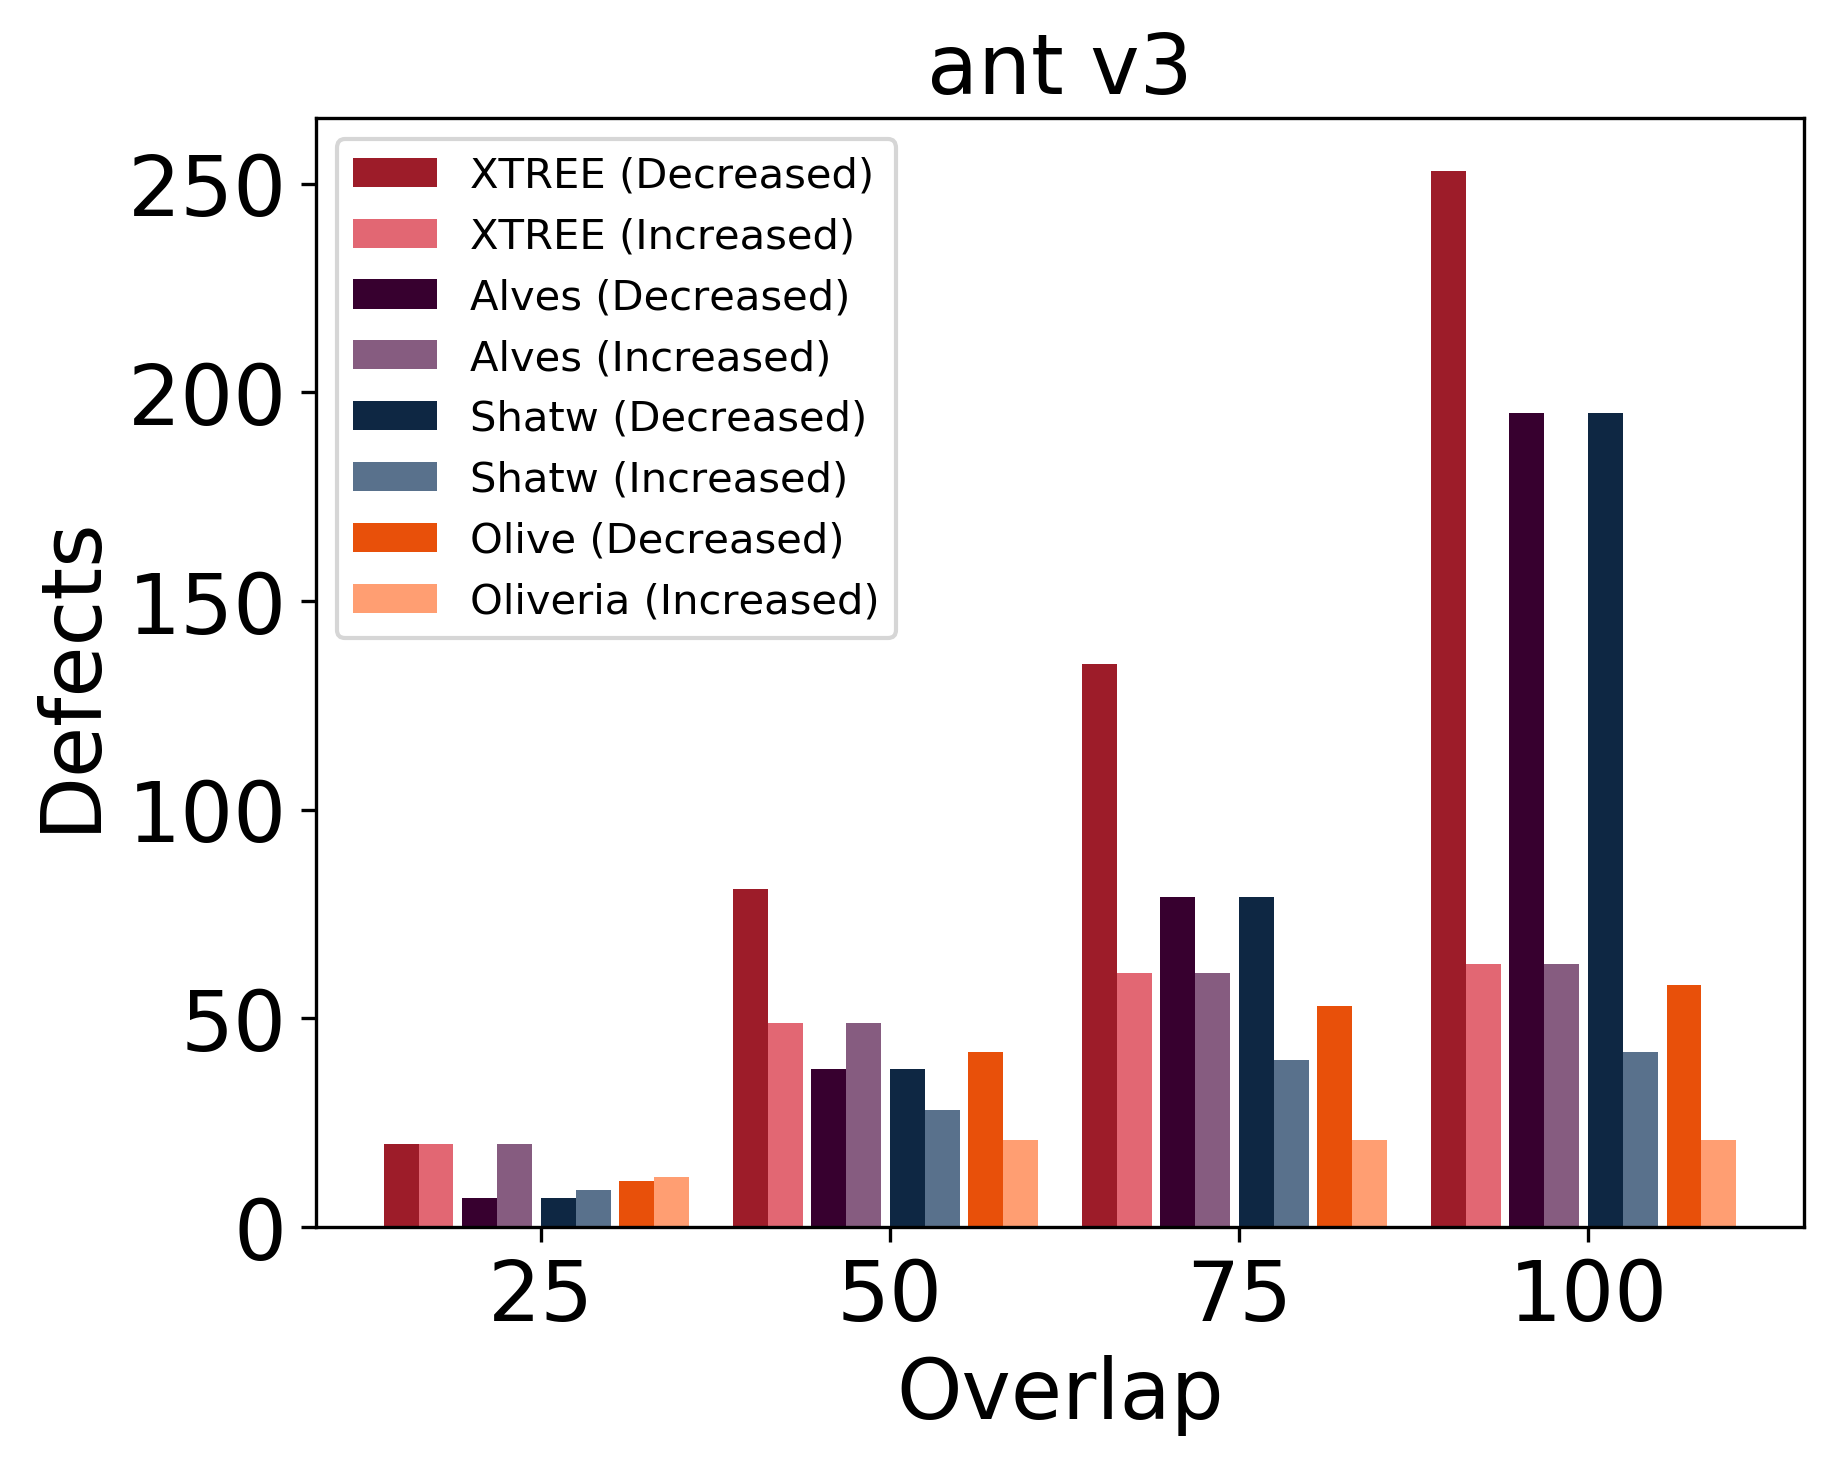 ant v3
250
200
150
100
50
0
Defects
XTREE (Decreased)
XTREE (Increased)
Alves (Decreased)
Alves (Increased)
Shatw (Decreased)
Shatw (Increased)
Olive (Decreased)
Oliveria (Increased)
25 50 75 100
Overlap